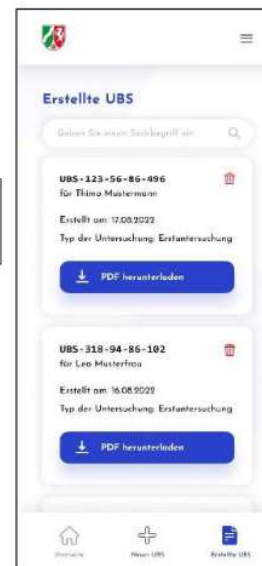 Erstellte UBS
Geben Sie einen Suchbegriff ein
UBS-123-56-86-496
für Thimo Mustermann
Erstellt am: 17.08.2022
Typ der Untersuchung: Erstuntersuchung
PDF herunterladen
UBS-318-94-86-102
für Leo Musterfrau
Erstellt am: 16.08.2022
Typ der Untersuchung: Erstuntersuchung
PDF herunterladen
Startseite
Neuer UBS
Erstellte UBS